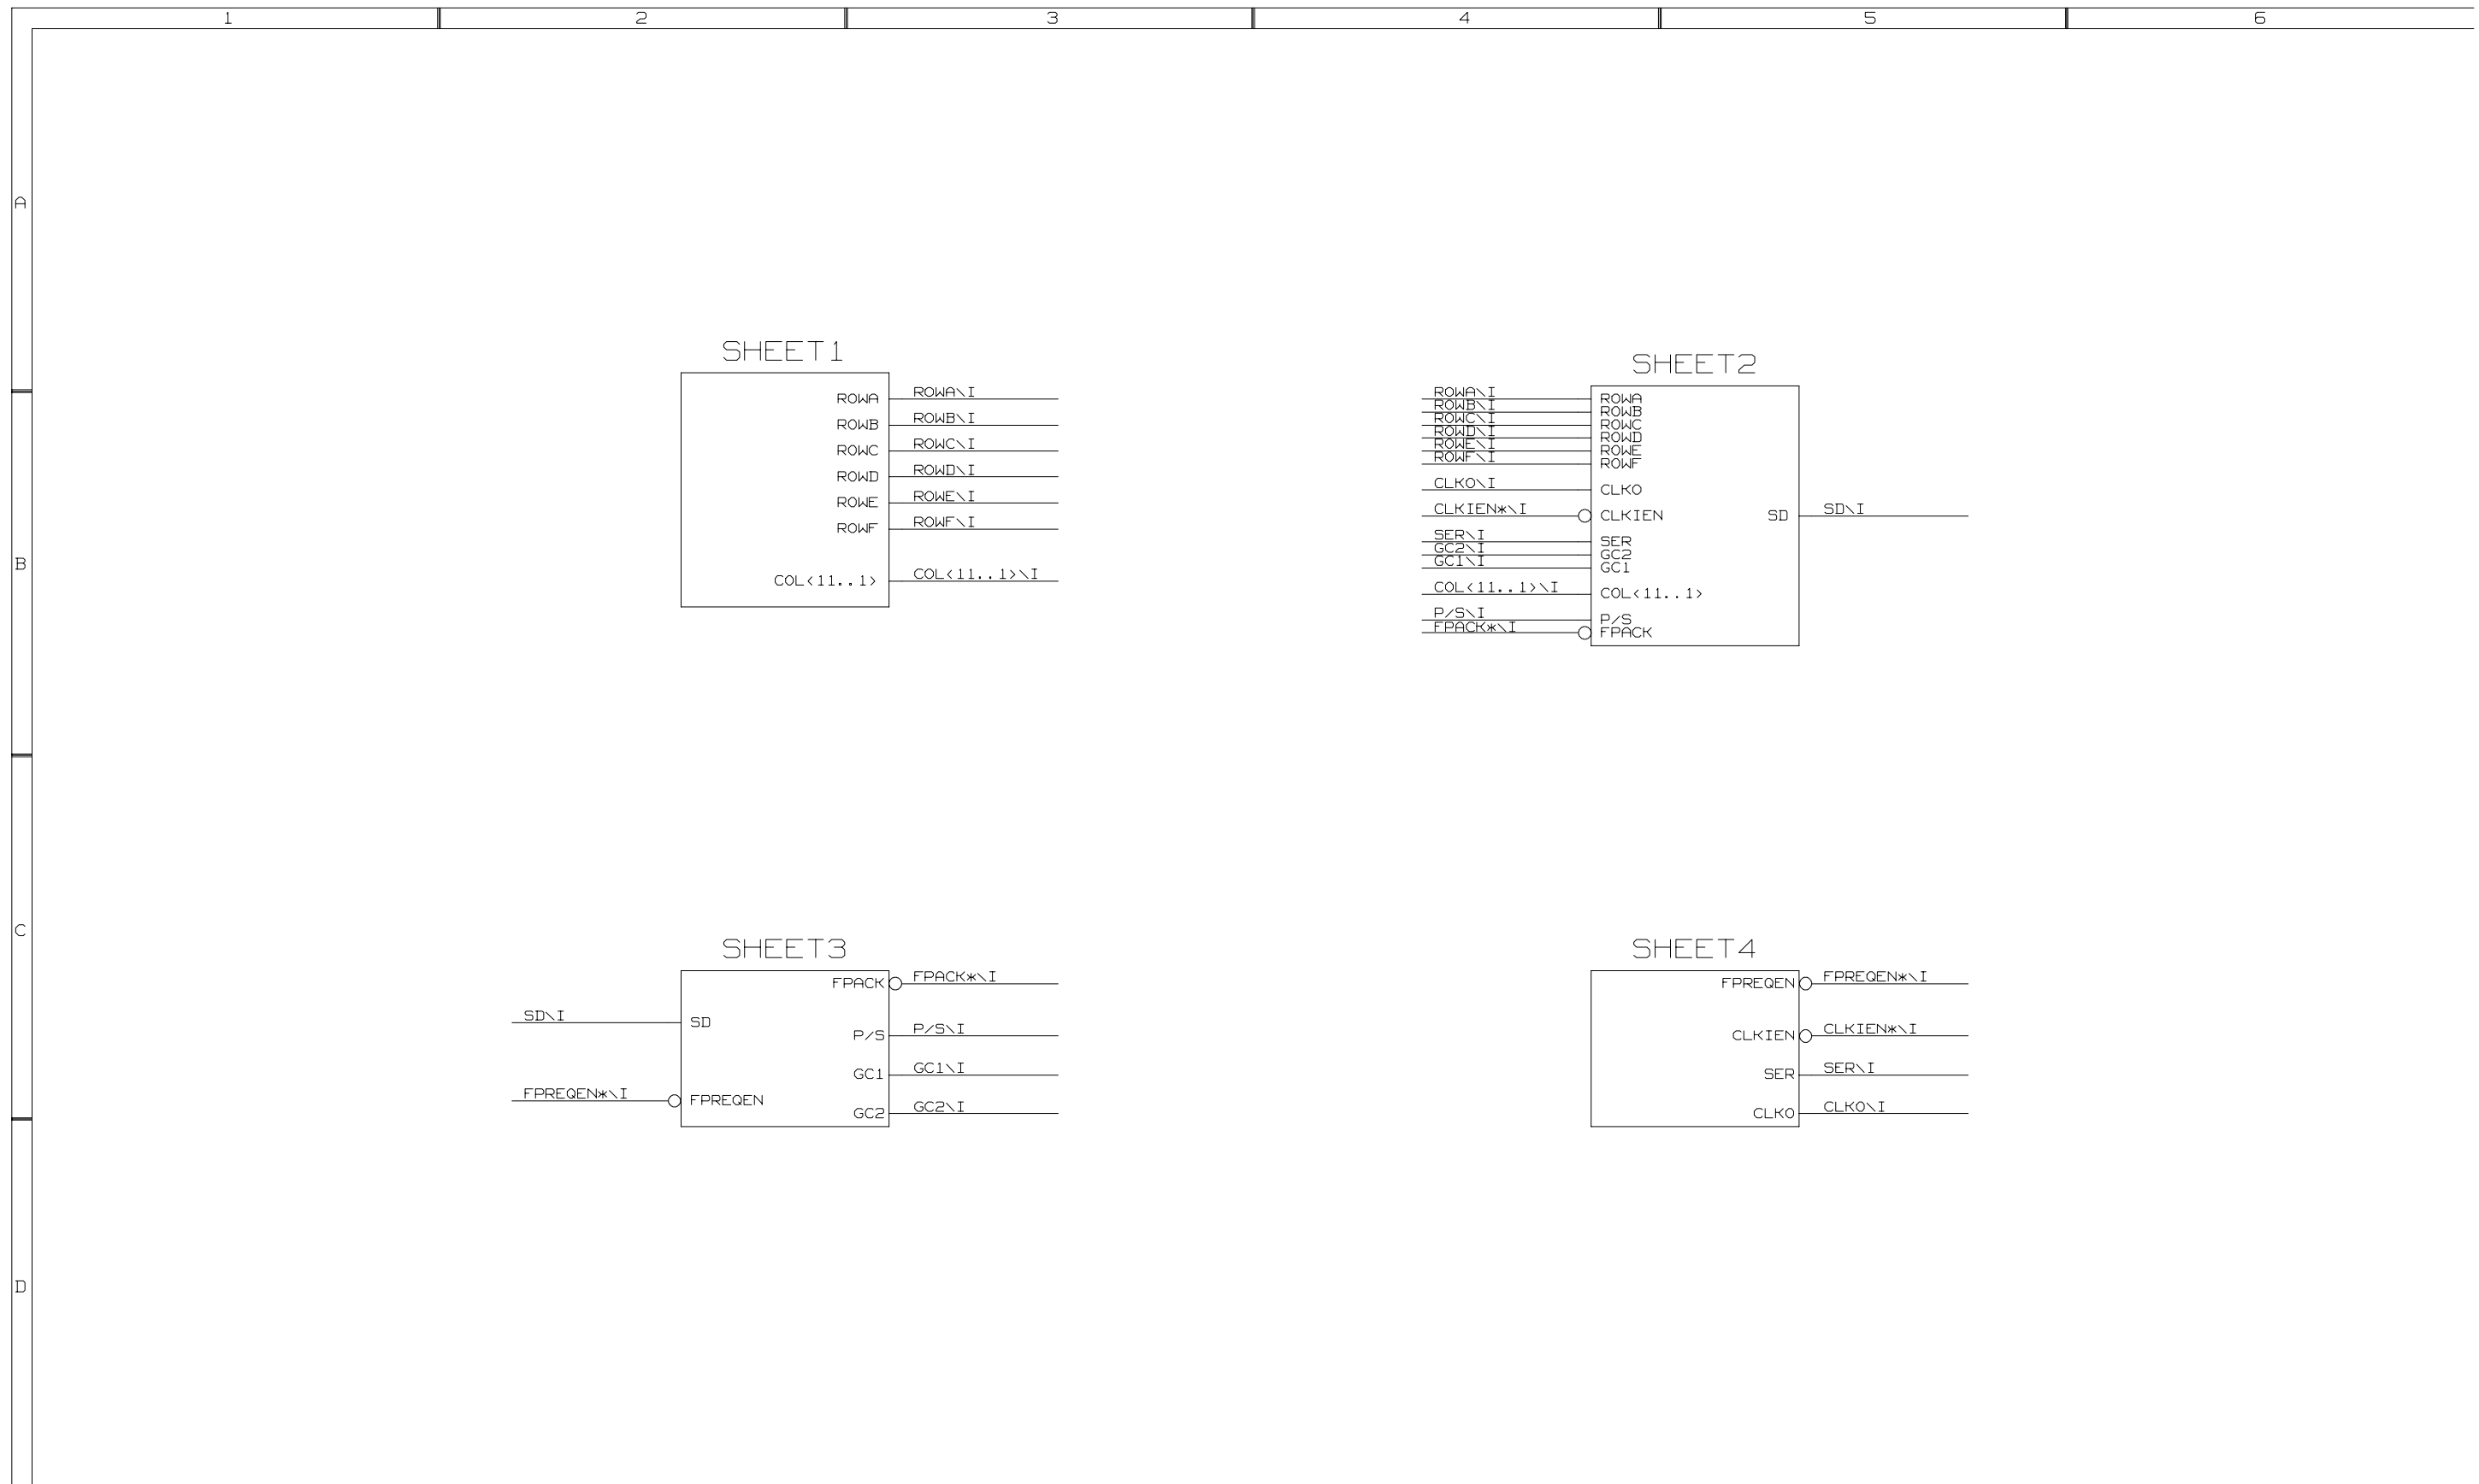 1 2 3 4 5 6
A
SHEET1
ROWA ROWA\I
ROWB ROWB\I
ROWC ROWC\I
ROWD ROWD\I
ROWE ROWE\I
ROWF ROWF\I
COL<11..1> COL<11..1>\I
SHEET2
ROWA\I ROWA
ROWB\I ROWB
ROWC\I ROWC
ROWD\I ROWD
ROWE\I ROWE
ROWF\I ROWF
CLKO\I CLKO
CLKIEN*\I CLKIEN SD SD\I
SER\I SER
GC2\I GC2
GC1\I GC1
COL<11..1>\I COL<11..1>
P/S\I P/S
FPACK*\I FPACK
B
C
SHEET3
FPACK FPACK*\I
SD\I SD
P/S P/S\I
GC1 GC1\I
FPREQEN*\I FPREQEN
GC2 GC2\I
SHEET4
FPREQEN FPREQEN*\I
CLKIEN CLKIEN*\I
SER SER\I
CLKO CLKO\I
D